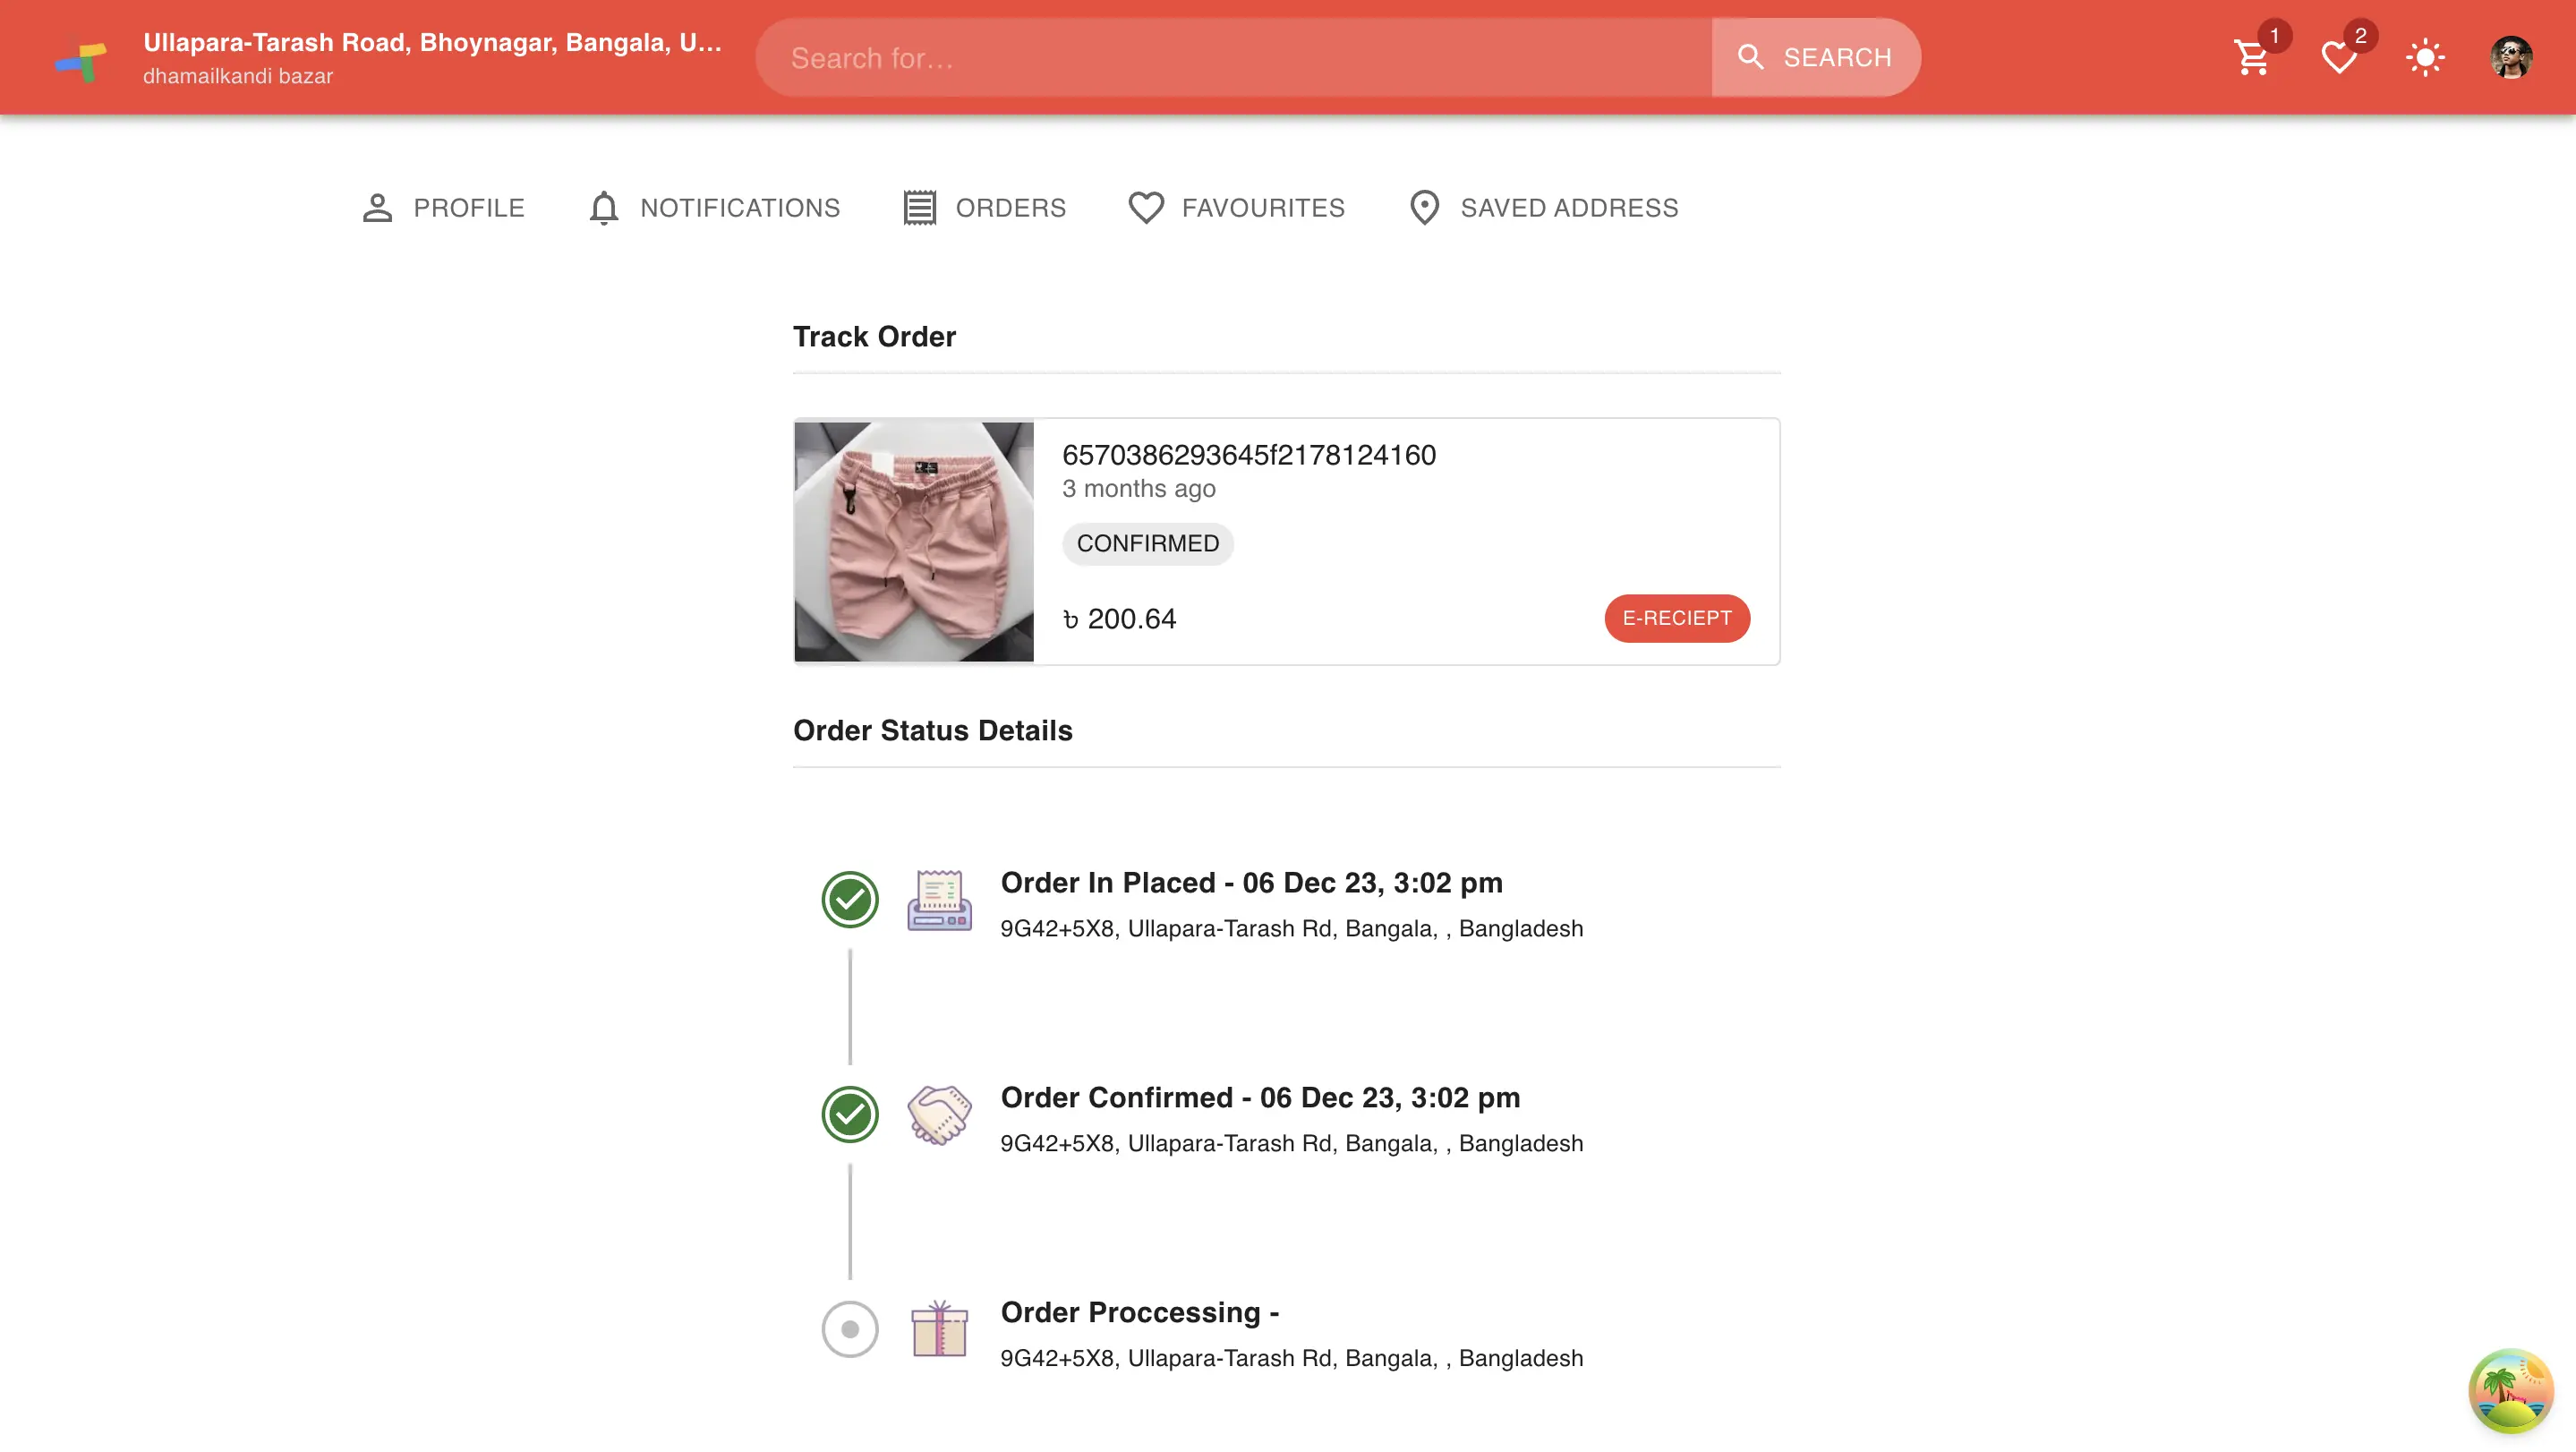 Ullapara-Tarash Road, Bhoynagar, Bangala, U...
dhamailkandi bazar
Search for...
SEARCH
1
2
PROFILE
NOTIFICATIONS
ORDERS
FAVOURITES
SAVED ADDRESS
Track Order
6570386293645f2178124160
3 months ago
CONFIRMED
৳ 200.64
E-RECIEPT
Order Status Details
Order In Placed - 06 Dec 23, 3:02 pm
9G42+5X8, Ullapara-Tarash Rd, Bangala, , Bangladesh
Order Confirmed - 06 Dec 23, 3:02 pm
9G42+5X8, Ullapara-Tarash Rd, Bangala, , Bangladesh
Order Proccessing -
9G42+5X8, Ullapara-Tarash Rd, Bangala, , Bangladesh